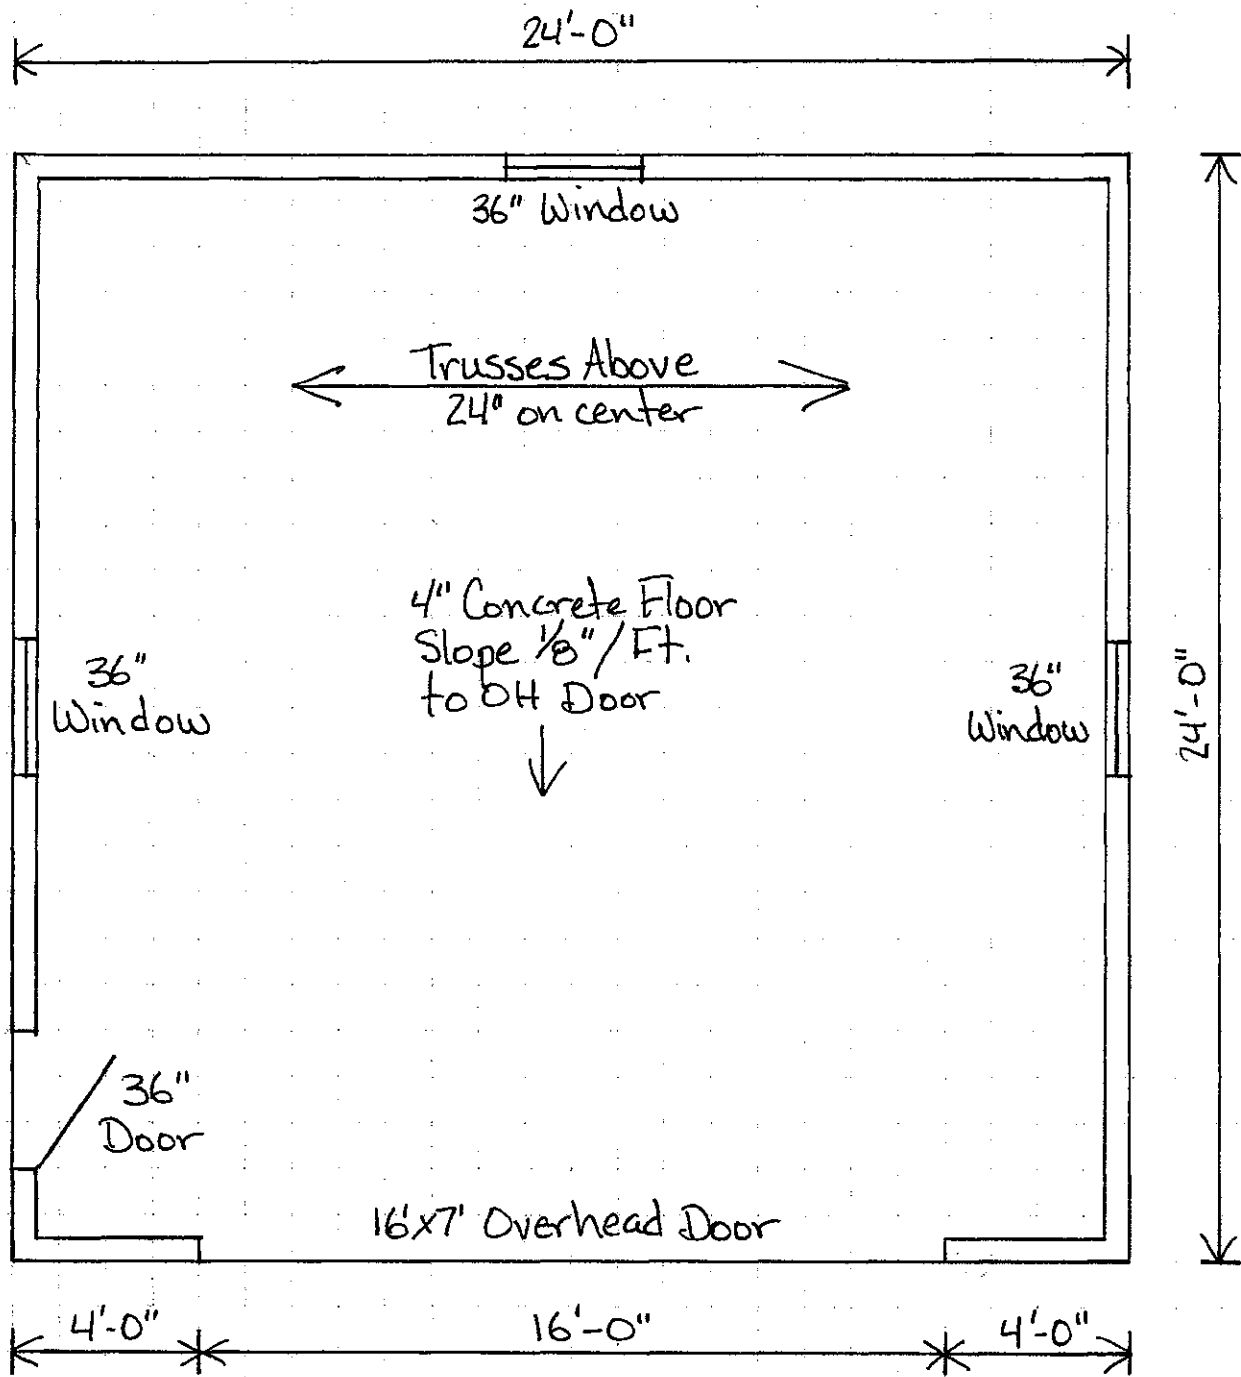 24'-0"
36" Window
Trusses Above
24" on center
4" Concrete Floor
Slope 1/8" / Ft.
to OH Door
36"
Window
36"
Window
24'-0"
36"
Door
16'x7' Overhead Door
4'-0"
16'-0"
4'-0"